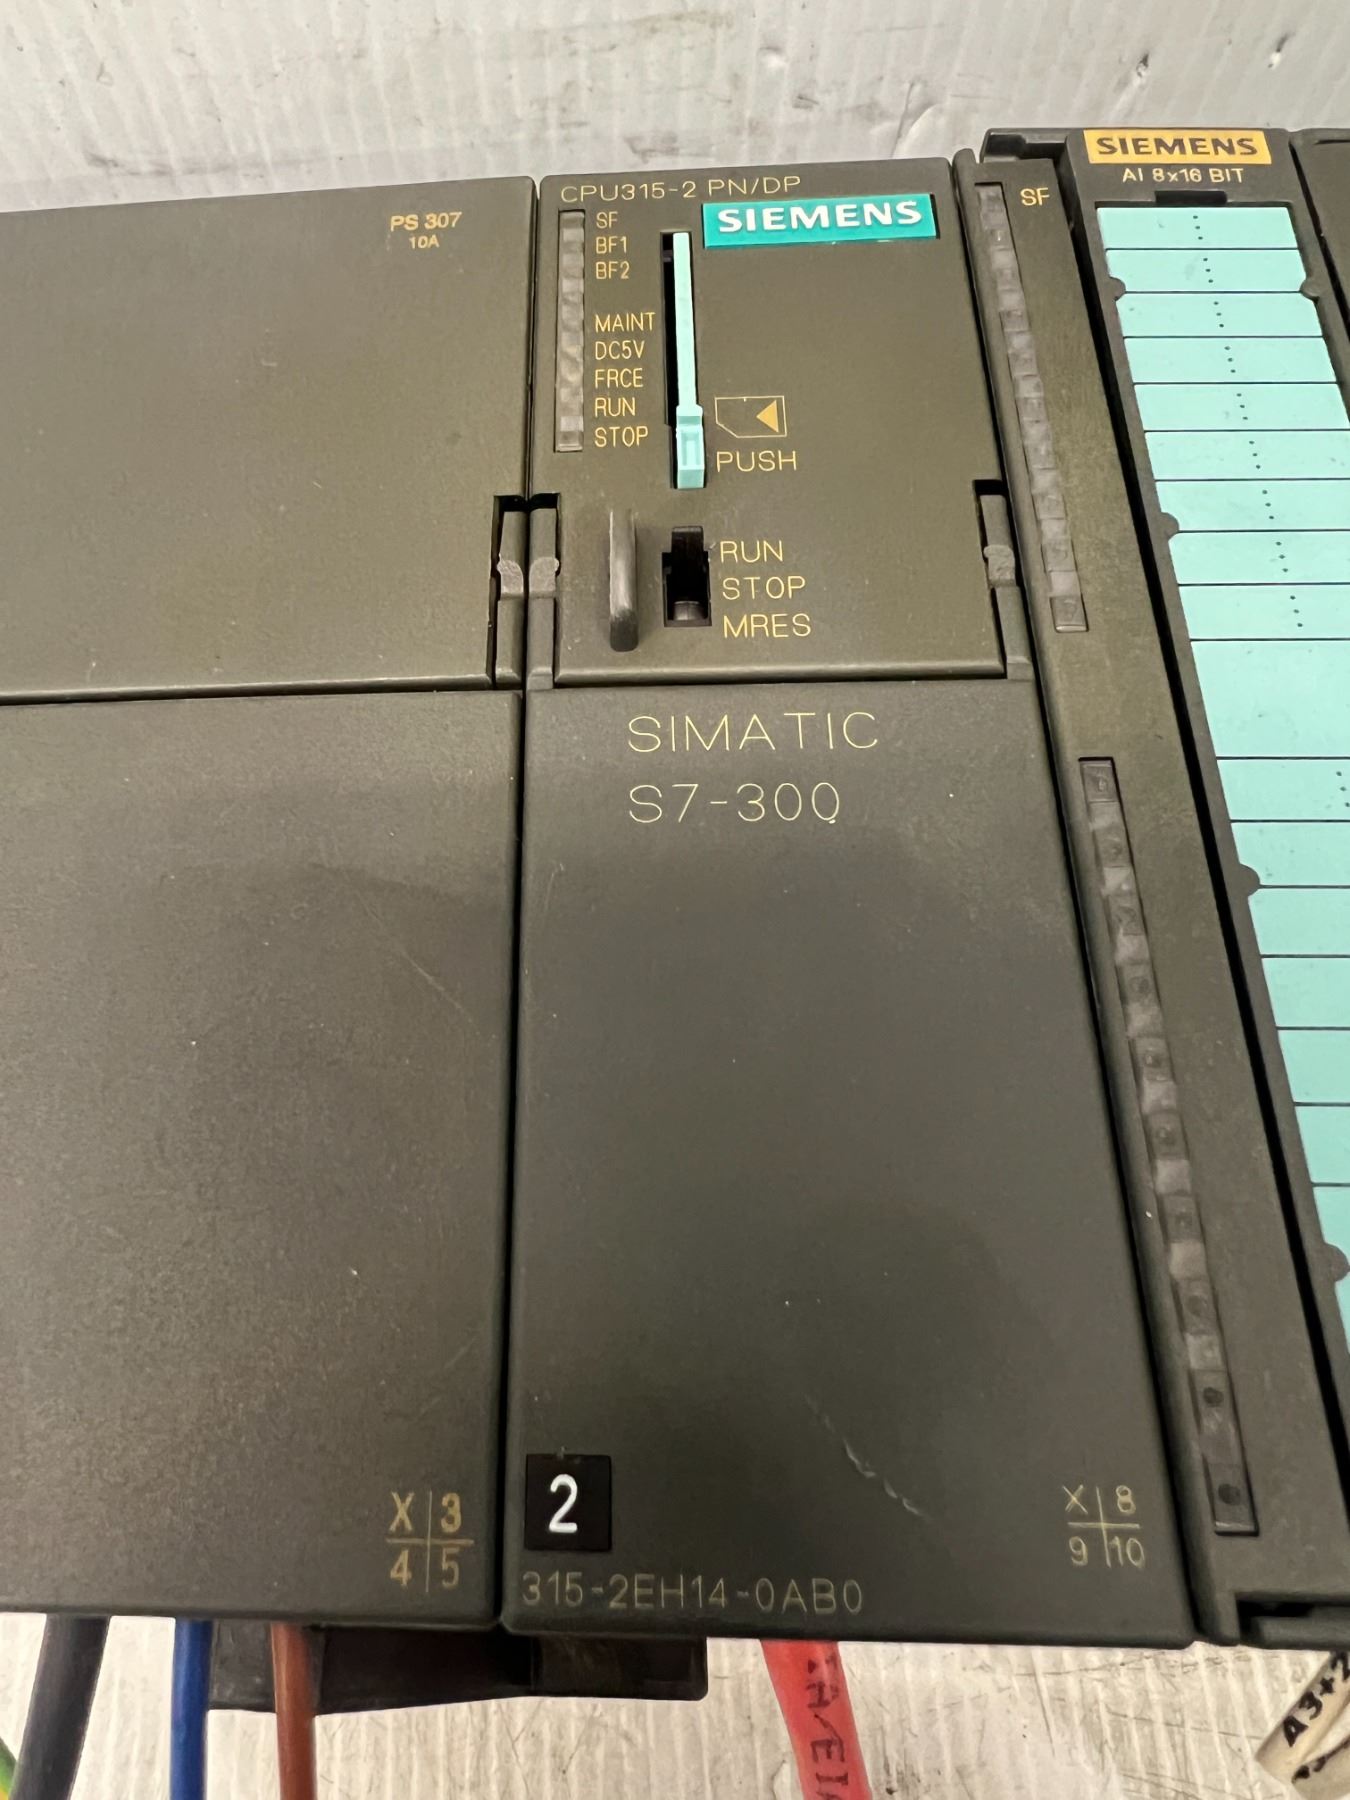 PS 307
10A
CPU315-2 PN/DP
SIEMENS
SF
BF1
BF2
MAINT
DC5V
FRCE
RUN
STOP
PUSH
RUN
STOP
MRES
SIMATIC
S7-300
X 3
4 5
2
X 8
9 10
315-2EH14-0AB0
SF
SIEMENS
AI 8x16 BIT